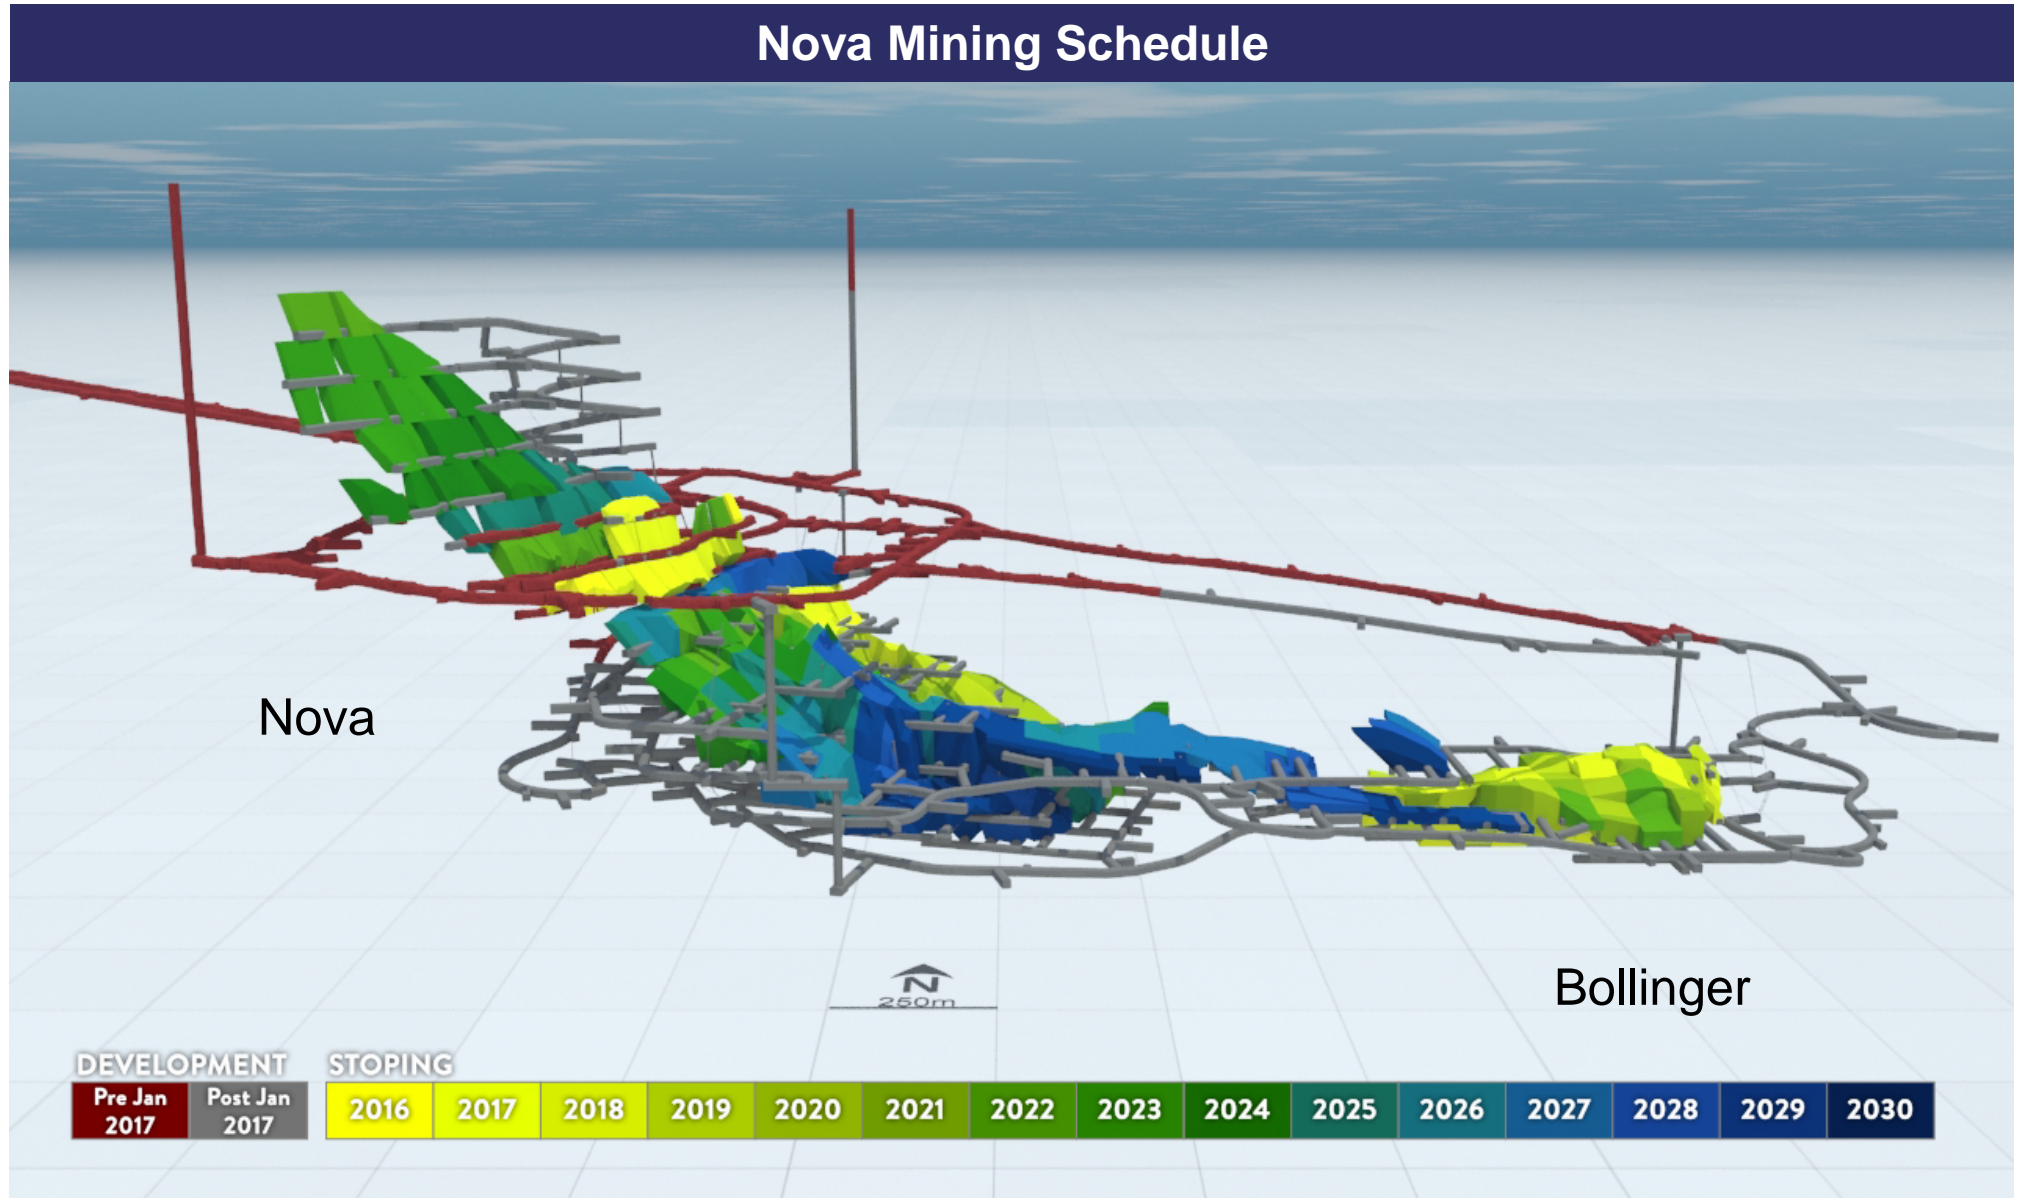 Nova Mining Schedule
Nova
Bollinger
N
250m
DEVELOPMENT
STOPING
Pre Jan
2017
Post Jan
2017
2016
2017
2018
2019
2020
2021
2022
2023
2024
2025
2026
2027
2028
2029
2030